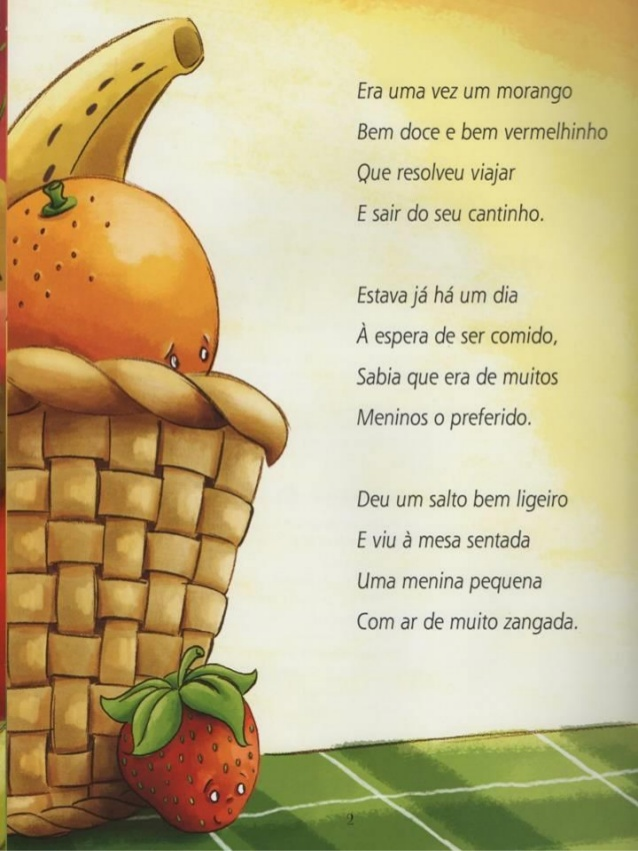 Era uma vez um morango
Bem doce e bem vermelhinho
Que resolveu viajar
E sair do seu cantinho.
Estava já há um dia
À espera de ser comido,
Sabia que era de muitos
Meninos o preferido.
Deu um salto bem ligeiro
E viu à mesa sentada
Uma menina pequena
Com ar de muito zangada.
2